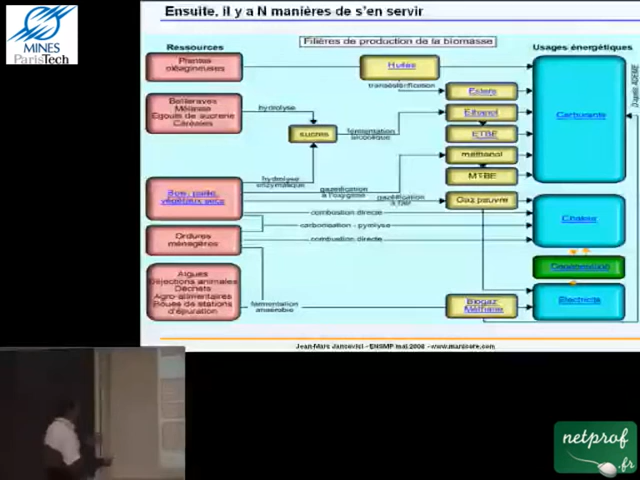 Ensuite, il y a N manières de s'en servir
MINES
ParisTech
Ressources
Filières de production de la biomasse
Usages énergétiques
Plantes
oléagineuses
Huiles
transestérification
Esters
Betteraves
Mélasse
Egouts de sucrerie
Céréales
hydrolyse
sucres
fermentation
alcoolique
Ethanol
ETBE
Carburants
méthanol
MTBE
hydrolyse
enzymatique
Bois, paille,
végétaux secs
gazéification
à l'oxygène
gazéification
à l'air
Gaz pauvre
combustion directe
carbonisation - pyrolyse
combustion directe
Chaleur
Ordures
ménagères
Cogénération
Algues
Déjections animales
Déchets
Agro-alimentaires
Boues de stations
d'épuration
fermentation
anaérobie
Biogaz
Méthane
Electricité
D'après ADEME
Jean-Marc Jancovici - ENSMP mai 2008 - www.manicore.com
netprof
.fr